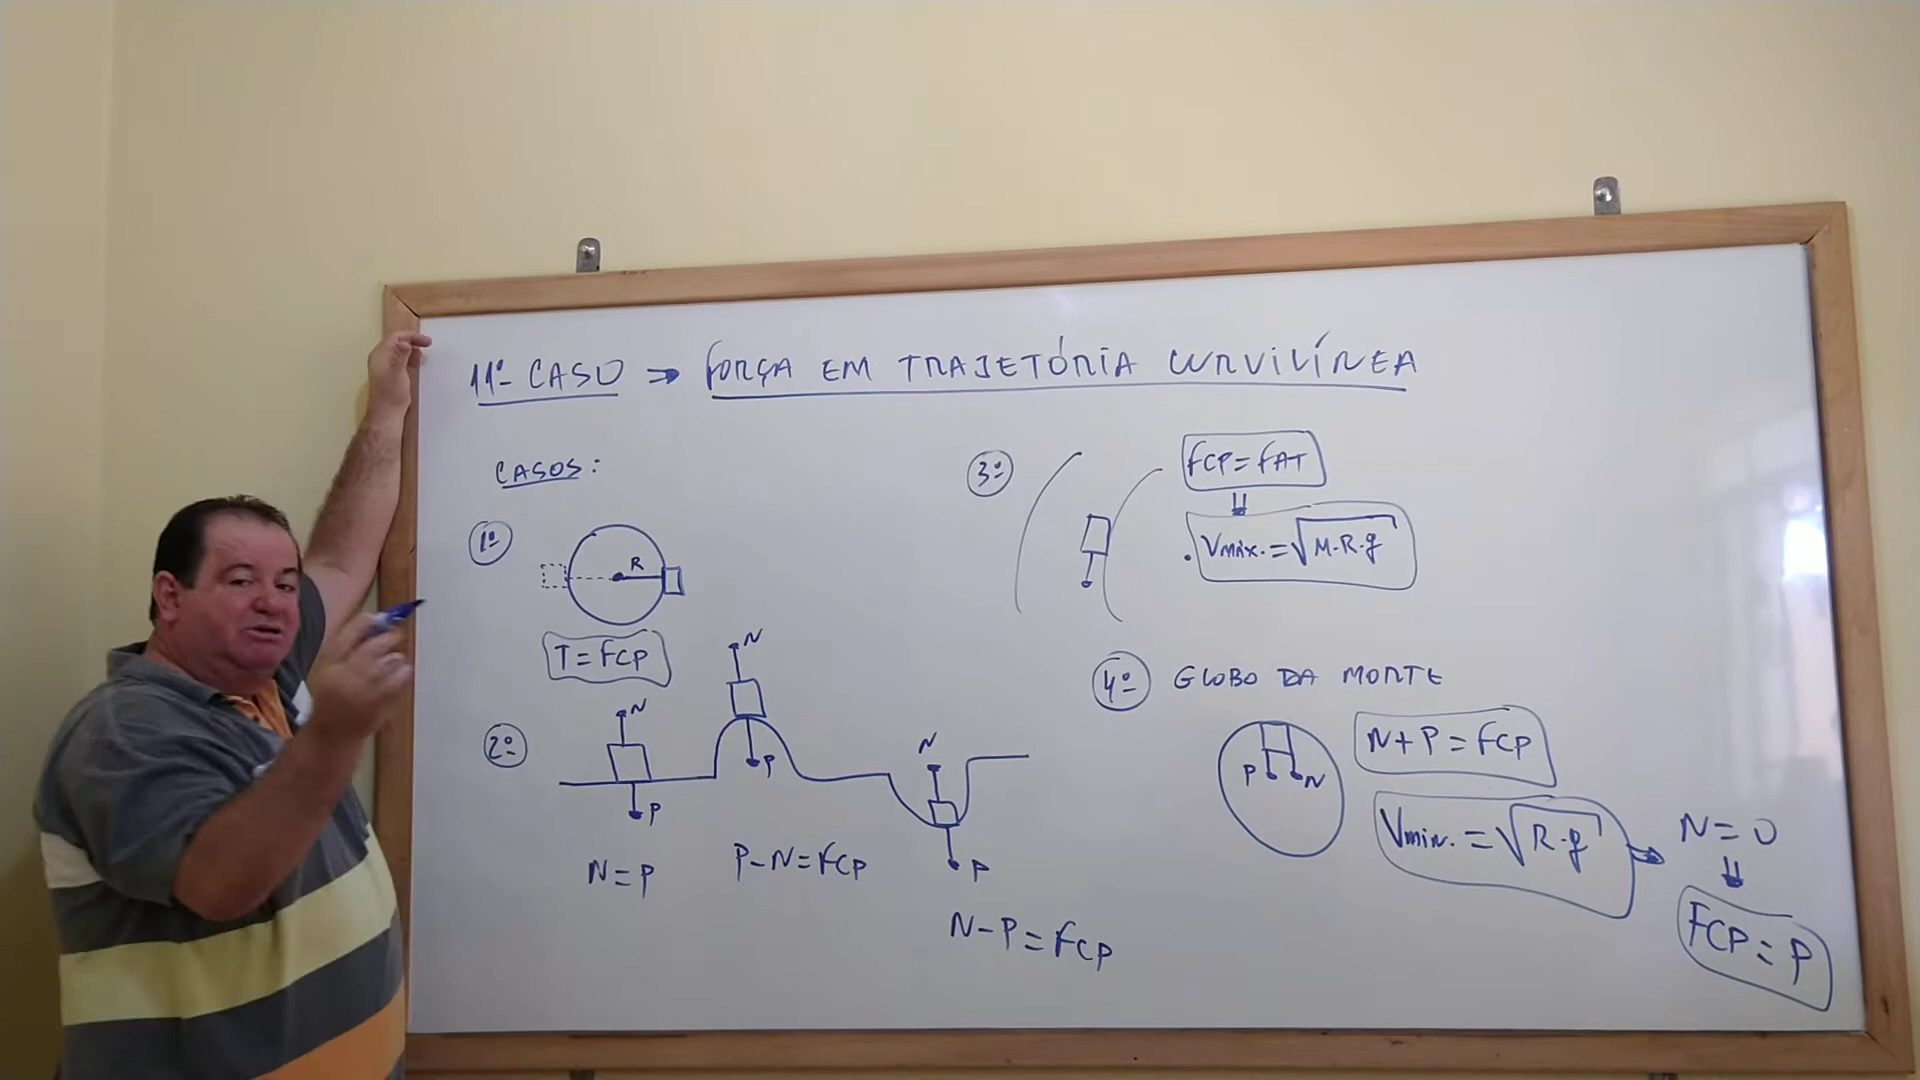 11º CASO ⇒ FORÇA EM TRAJETÓRIA CURVILÍNEA
CASOS:
1º
R
T = FCP
2º
N
P
N = P
N
P
P - N = FCP
N
P
N - P = FCP
3º
FCP = FAT
⇓
. Vmáx. = √M.R.g
4º GLOBO DA MORTE
P N
N + P = FCP
Vmin. = √R.g ⇒ N = 0
⇓
FCP = P